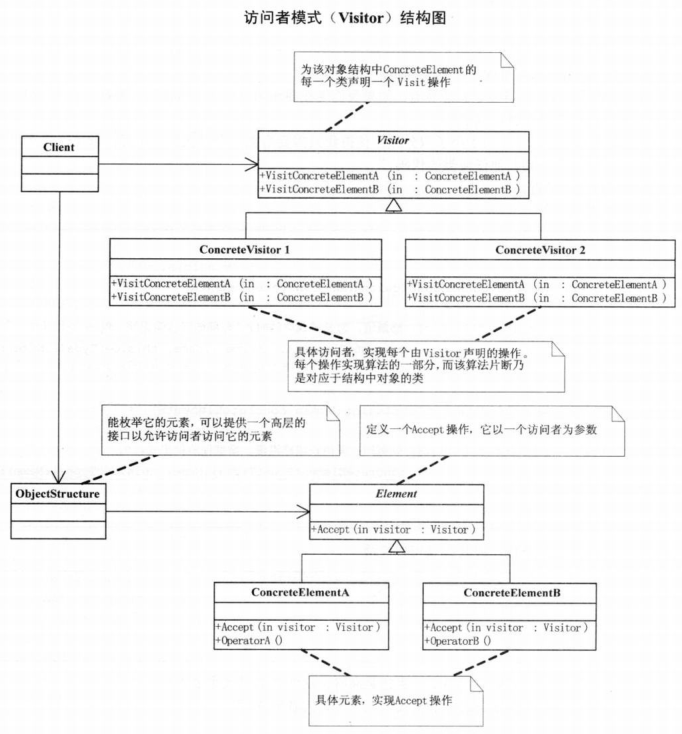 访问者模式（Visitor）结构图
为该对象结构中ConcreteElement的
每一个类声明一个 Visit 操作
Client
Visitor
+VisitConcreteElementA (in : ConcreteElementA )
+VisitConcreteElementB (in : ConcreteElementB )
ConcreteVisitor 1
+VisitConcreteElementA (in : ConcreteElementA )
+VisitConcreteElementB (in : ConcreteElementB )
ConcreteVisitor 2
+VisitConcreteElementA (in : ConcreteElementA )
+VisitConcreteElementB (in : ConcreteElementB )
具体访问者，实现每个由Visitor声明的操作。
每个操作实现算法的一部分,而该算法片断乃
是对应于结构中对象的类
能枚举它的元素，可以提供一个高层的
接口以允许访问者访问它的元素
定义一个Accept 操作，它以一个访问者为参数
ObjectStructure
Element
+Accept (in visitor : Visitor )
ConcreteElementA
+Accept (in visitor : Visitor )
+OperatorA ()
ConcreteElementB
+Accept (in visitor : Visitor )
+OperatorB ()
具体元素，实现Accept 操作